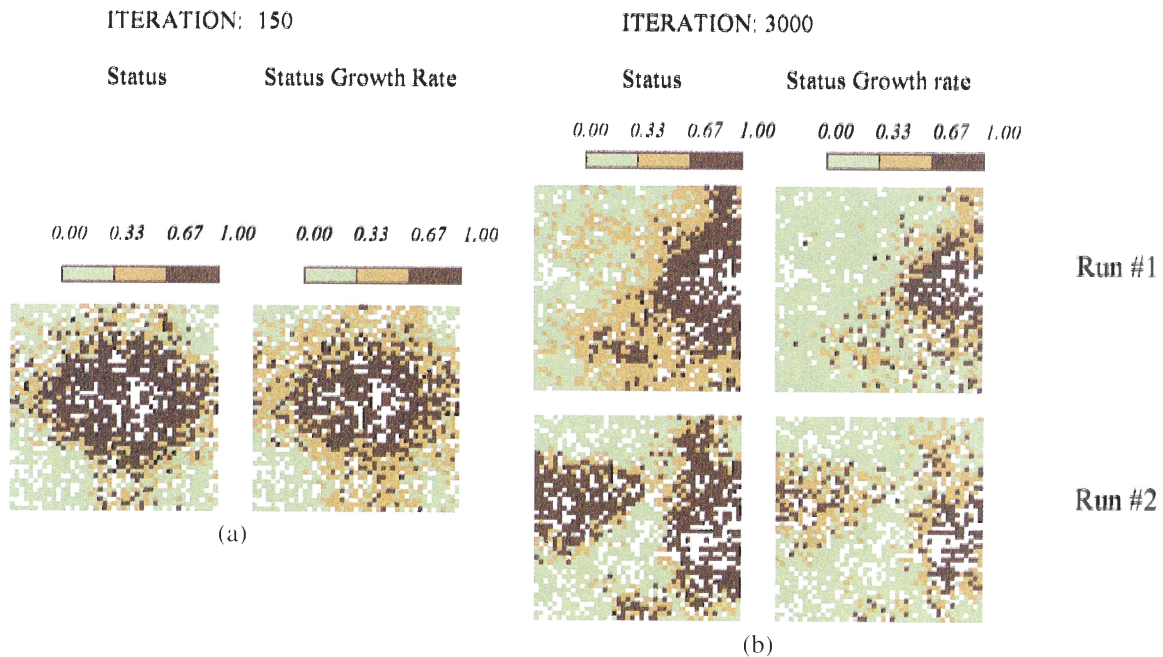 ITERATION: 150
Status
Status Growth Rate
0.00 0.33 0.67 1.00
0.00 0.33 0.67 1.00
(a)
ITERATION: 3000
Status
Status Growth rate
0.00 0.33 0.67 1.00
0.00 0.33 0.67 1.00
Run #1
Run #2
(b)